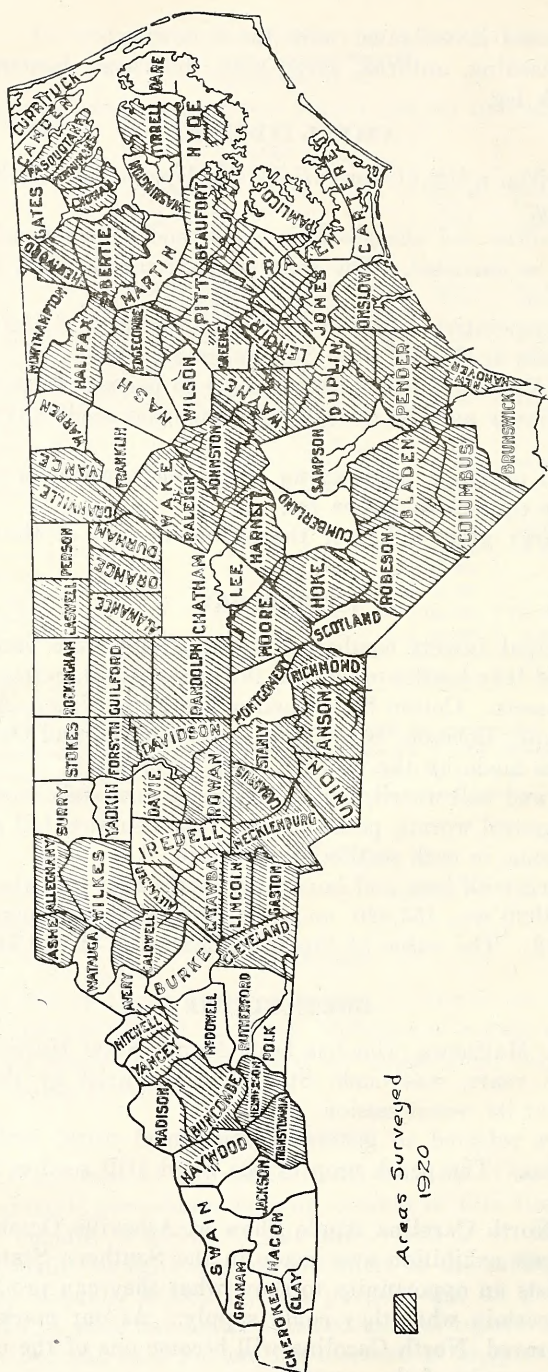 CURRITUCK
CAMDEN
PASQUOTANK
PERQUIMANS
CHOWAN
GATES
HERTFORD
NORTHAMPTON
BERTIE
HALIFAX
WARREN
VANCE
GRANVILLE
PERSON
CASWELL
ROCKINGHAM
STOKES
SURRY
ALLEGHANY
ASHE
WATAUGA
WILKES
YADKIN
FORSYTH
GUILFORD
ALAMANCE
ORANGE
DURHAM
FRANKLIN
NASH
EDGECOMBE
MARTIN
WASHINGTON
TYRRELL
DARE
HYDE
BEAUFORT
PITT
GREENE
WILSON
WAKE
RALEIGH
JOHNSTON
CHATHAM
RANDOLPH
DAVIDSON
DAVIE
ROWAN
IREDELL
ALEXANDER
CALDWELL
AVERY
MITCHELL
YANCEY
MADISON
BUNCOMBE
HAYWOOD
SWAIN
GRAHAM
CHEROKEE
CLAY
MACON
JACKSON
TRANSYLVANIA
HENDERSON
POLK
RUTHERFORD
McDOWELL
BURKE
CLEVELAND
CATAWBA
LINCOLN
GASTON
MECKLENBURG
CABARRUS
STANLY
UNION
ANSON
MONTGOMERY
RICHMOND
MOORE
LEE
HARNETT
HOKE
SCOTLAND
ROBESON
CUMBERLAND
SAMPSON
WAYNE
LENOIR
CRAVEN
PAMLICO
CARTERET
JONES
ONSLOW
DUPLIN
PENDER
NEW
HANOVER
BLADEN
COLUMBUS
BRUNSWICK
Areas Surveyed
1920